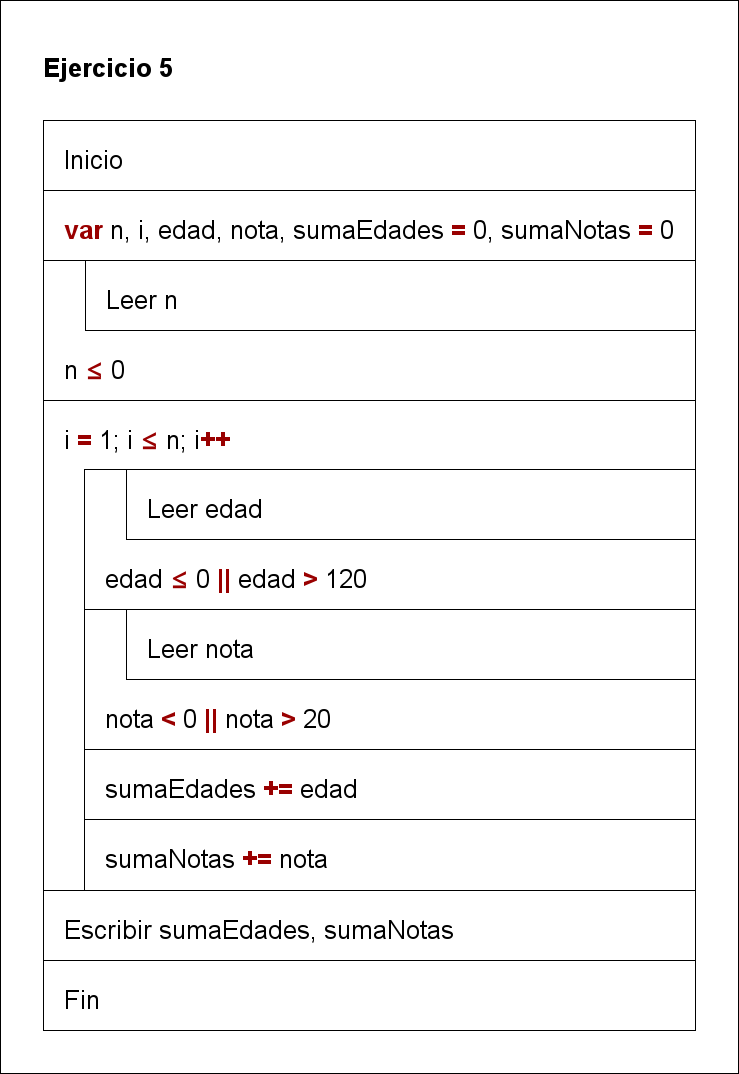 Ejercicio 5
Inicio
var n, i, edad, nota, sumaEdades = 0, sumaNotas = 0
Leer n
n ≤ 0
i = 1; i ≤ n; i++
Leer edad
edad ≤ 0 || edad > 120
Leer nota
nota < 0 || nota > 20
sumaEdades += edad
sumaNotas += nota
Escribir sumaEdades, sumaNotas
Fin